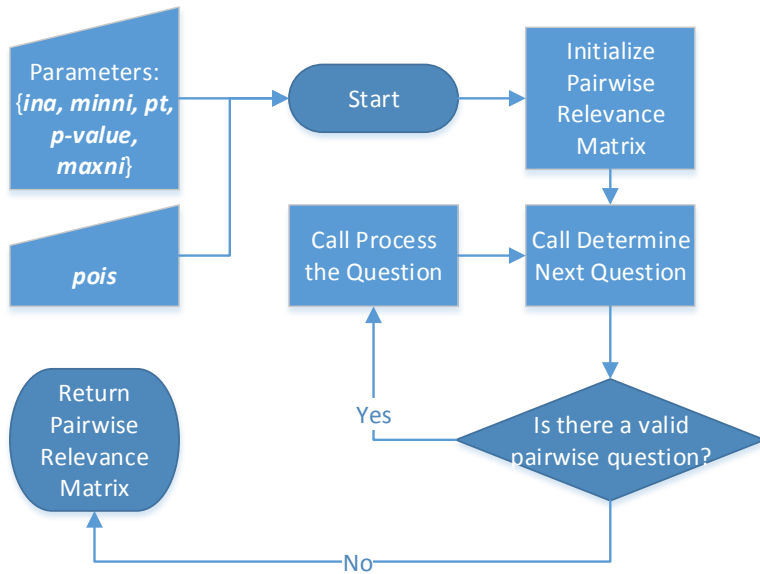 Parameters:
{ina, minni, pt,
p-value,
maxni}
Start
Initialize
Pairwise
Relevance
Matrix
pois
Call Process
the Question
Call Determine
Next Question
Return
Pairwise
Relevance
Matrix
Yes
Is there a valid
pairwise question?
No